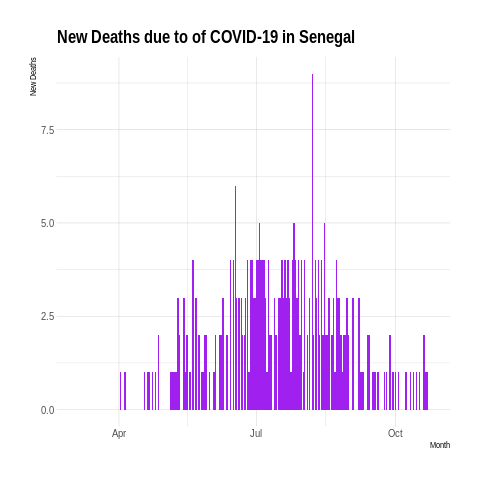 New Deaths due to of COVID-19 in Senegal
New Deaths
7.5
5.0
2.5
0.0
Apr Jul Oct
Month